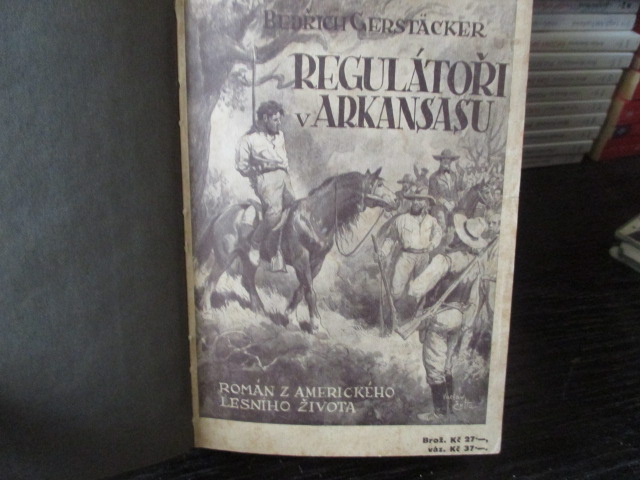 BEDŘICH GERSTÄCKER
REGULÁTOŘI
V ARKANSASU
ROMÁN Z AMERICKÉHO
LESNÍHO ŽIVOTA
Brož. Kč 27·—,
váz. Kč 37·—.